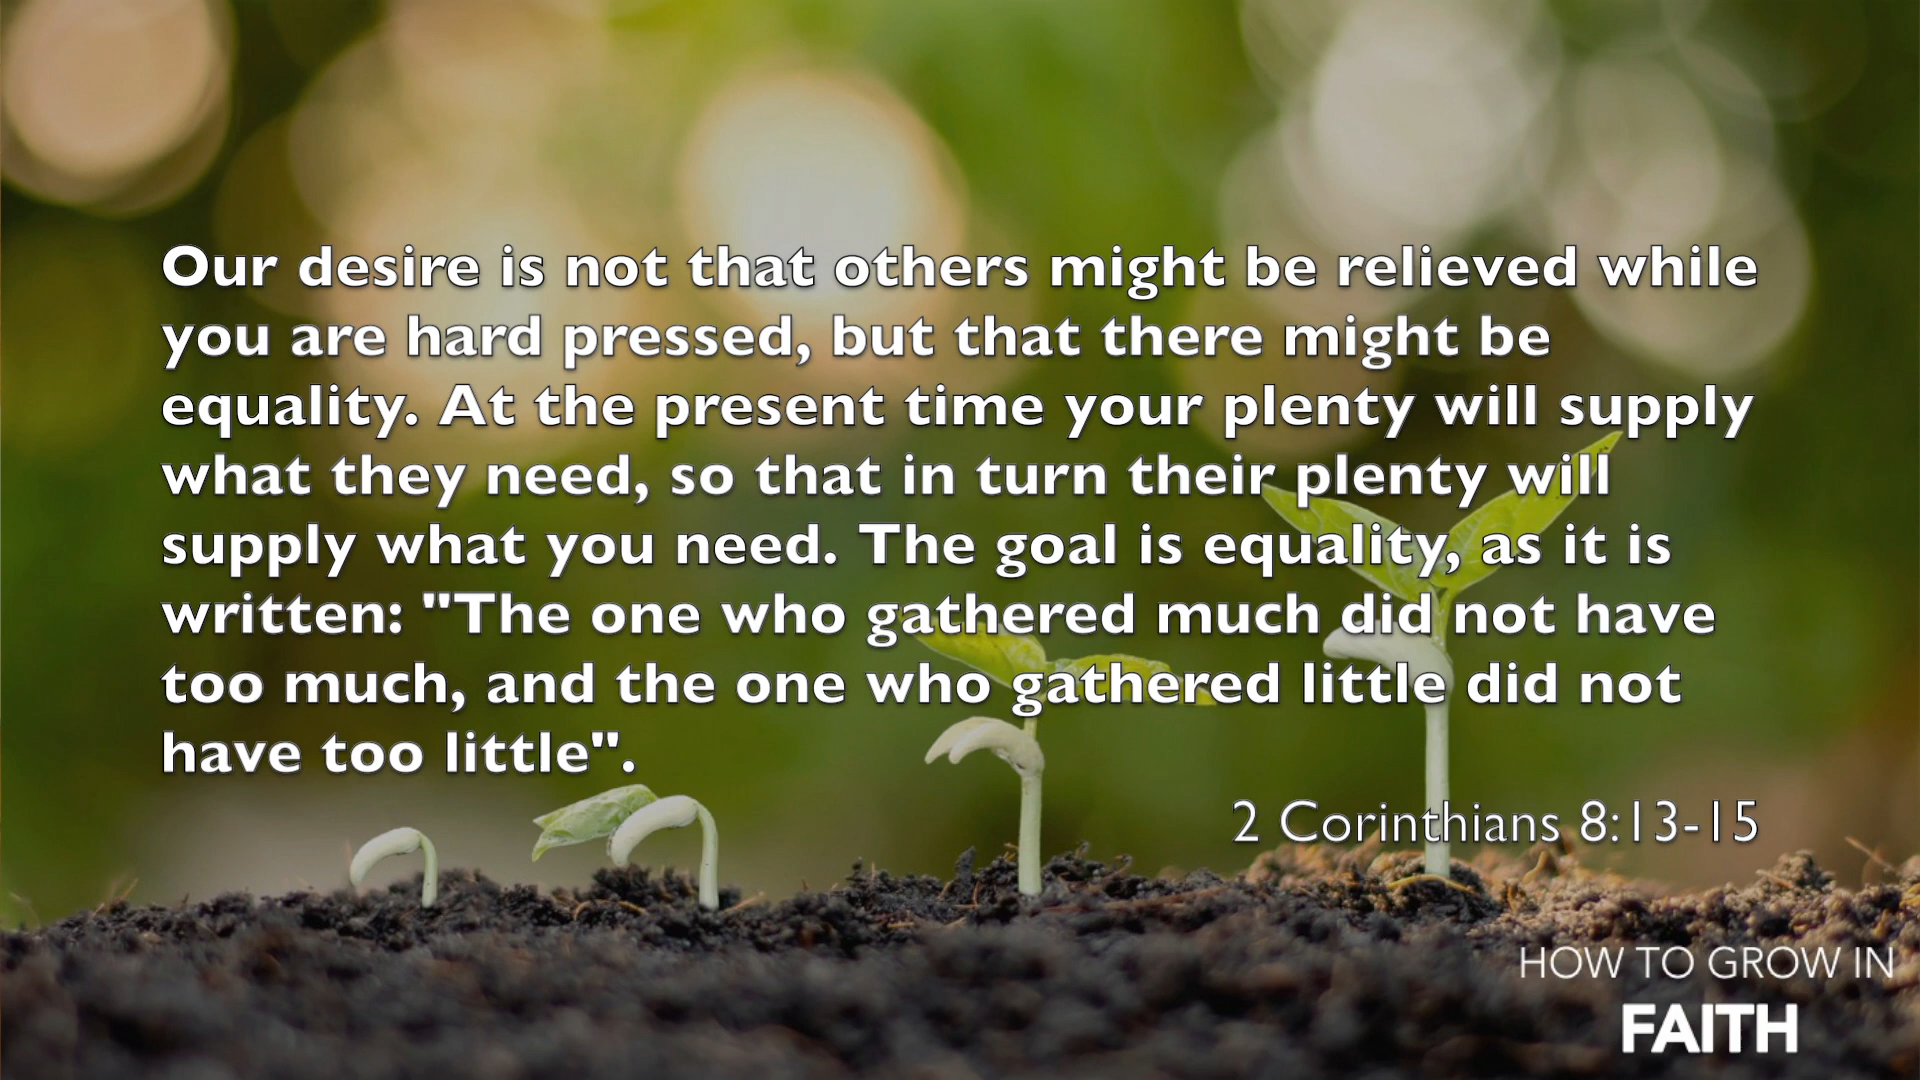 Our desire is not that others might be relieved while
you are hard pressed, but that there might be
equality. At the present time your plenty will supply
what they need, so that in turn their plenty will
supply what you need. The goal is equality, as it is
written: "The one who gathered much did not have
too much, and the one who gathered little did not
have too little".
2 Corinthians 8:13-15
HOW TO GROW IN
FAITH